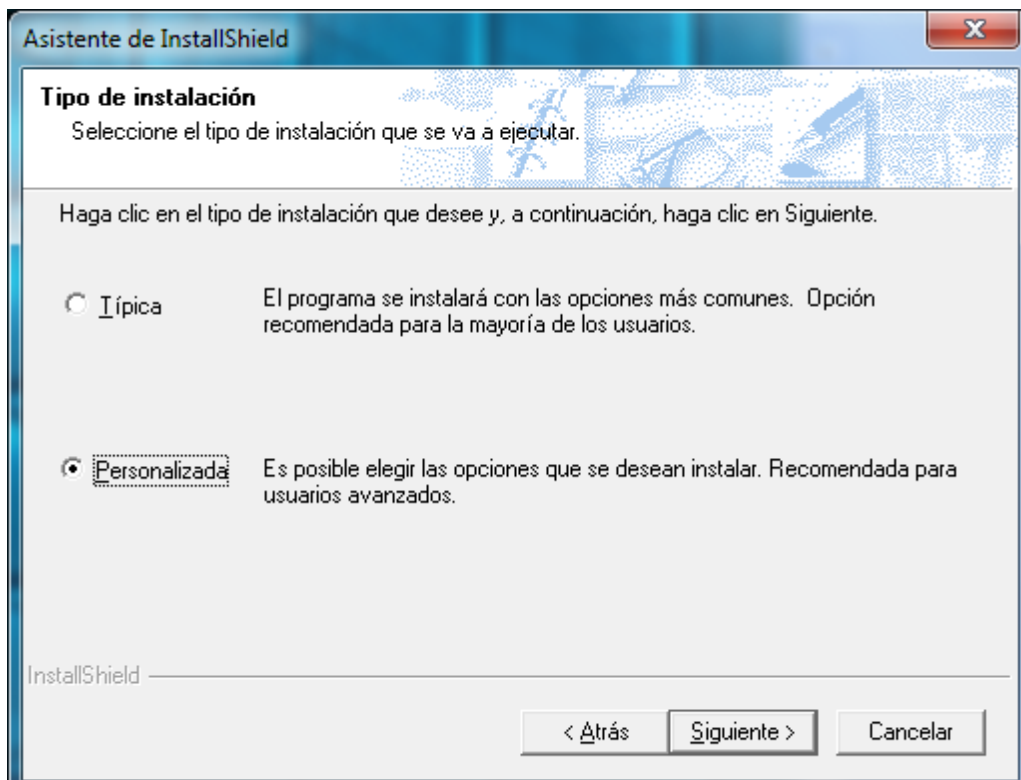 Asistente de InstallShield
Tipo de instalación
Seleccione el tipo de instalación que se va a ejecutar.
Haga clic en el tipo de instalación que desee y, a continuación, haga clic en Siguiente.
Típica
El programa se instalará con las opciones más comunes.  Opción
recomendada para la mayoría de los usuarios.
Personalizada
Es posible elegir las opciones que se desean instalar. Recomendada para
usuarios avanzados.
InstallShield
< Atrás
Siguiente >
Cancelar